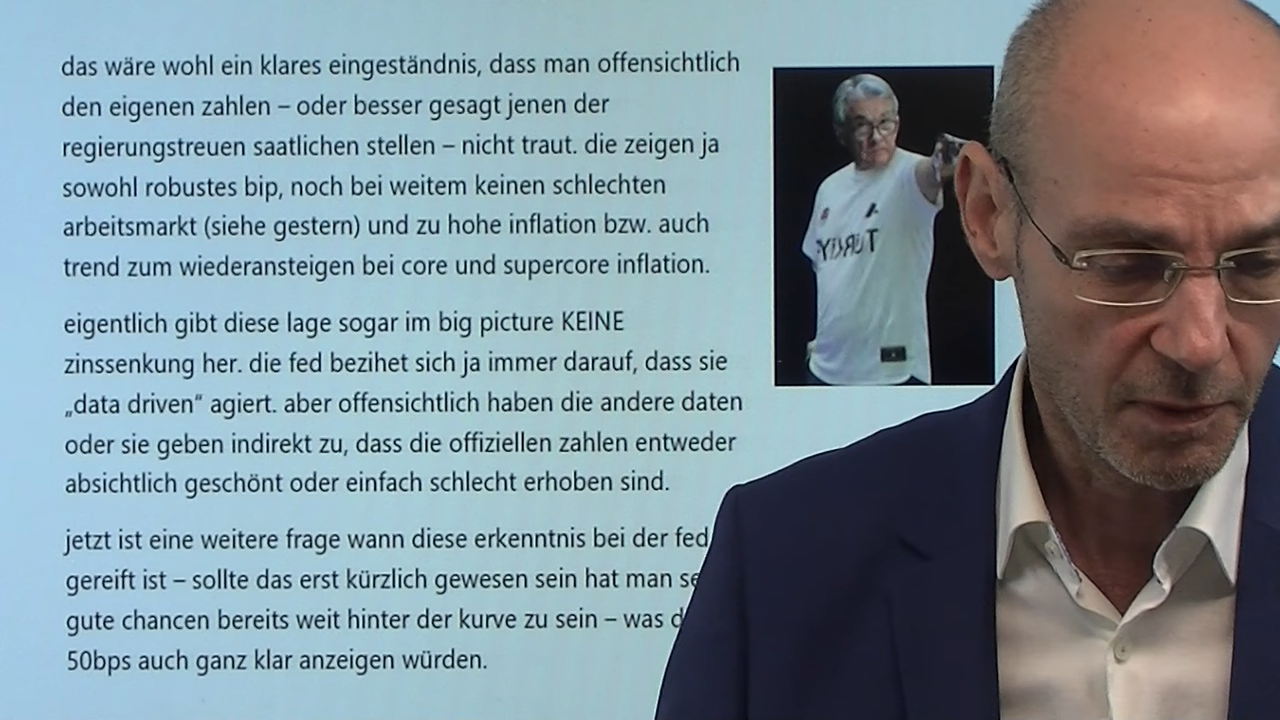 das wäre wohl ein klares eingeständnis, dass man offensichtlich
den eigenen zahlen – oder besser gesagt jenen der
regierungstreuen saatlichen stellen – nicht traut. die zeigen ja
sowohl robustes bip, noch bei weitem keinen schlechten
arbeitsmarkt (siehe gestern) und zu hohe inflation bzw. auch
trend zum wiederansteigen bei core und supercore inflation.
eigentlich gibt diese lage sogar im big picture KEINE
zinssenkung her. die fed bezihet sich ja immer darauf, dass sie
„data driven“ agiert. aber offensichtlich haben die andere daten
oder sie geben indirekt zu, dass die offiziellen zahlen entweder
absichtlich geschönt oder einfach schlecht erhoben sind.
jetzt ist eine weitere frage wann diese erkenntnis bei der fed
gereift ist – sollte das erst kürzlich gewesen sein hat man
gute chancen bereits weit hinter der kurve zu sein – was
50bps auch ganz klar anzeigen würden.